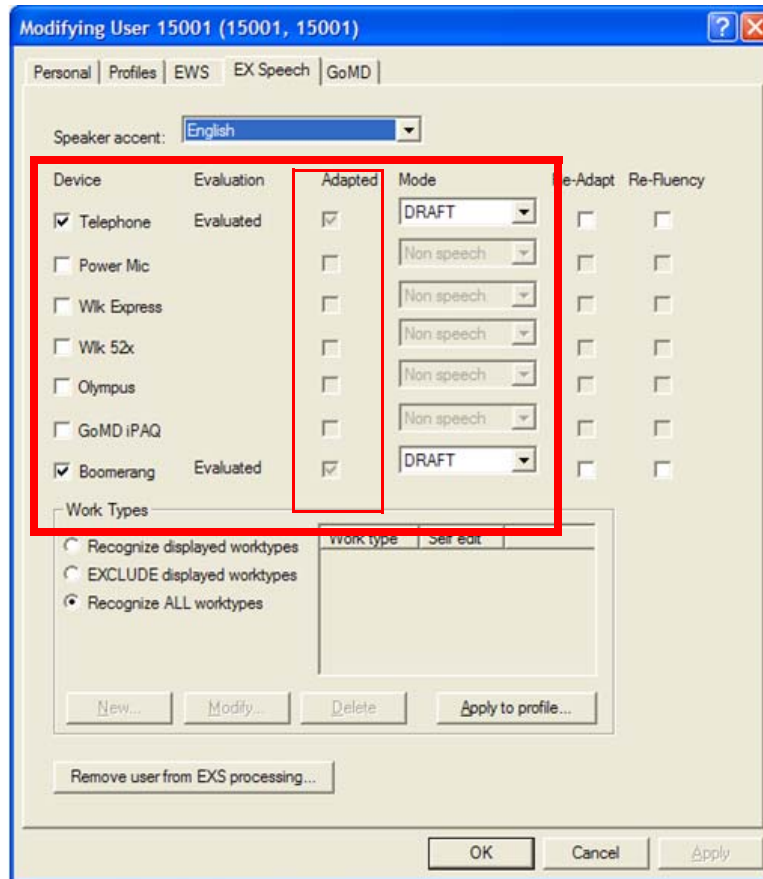 Modifying User 15001 (15001, 15001)
Personal Profiles EWS EX Speech GoMD
Speaker accent: English
Device Evaluation Adapted Mode Re-Adapt Re-Fluency
Telephone Evaluated DRAFT
Power Mic Non speech
Wlk Express Non speech
Wlk 52x Non speech
Olympus Non speech
GoMD iPAQ Non speech
Boomerang Evaluated DRAFT
Work Types
Work type Self edit
Recognize displayed worktypes
EXCLUDE displayed worktypes
Recognize ALL worktypes
New... Modify... Delete Apply to profile...
Remove user from EXS processing...
OK Cancel Apply